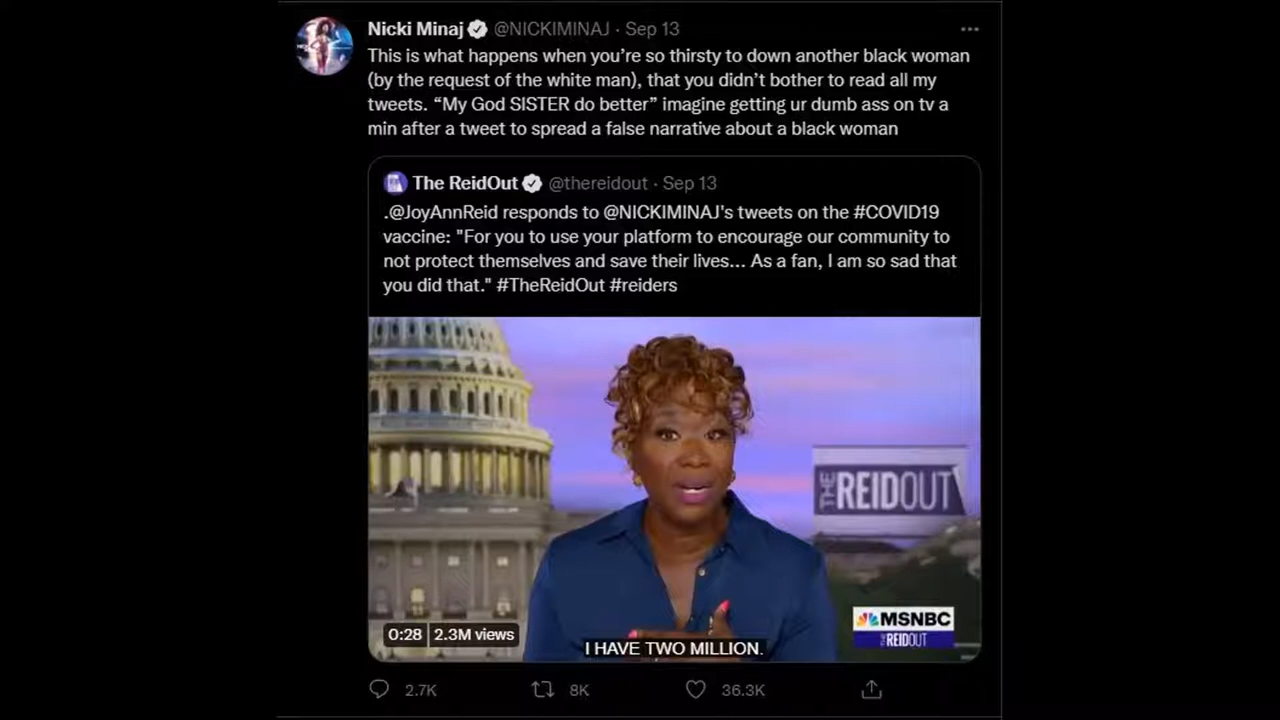 Nicki Minaj @NICKIMINAJ · Sep 13
This is what happens when you’re so thirsty to down another black woman
(by the request of the white man), that you didn’t bother to read all my
tweets. “My God SISTER do better” imagine getting ur dumb ass on tv a
min after a tweet to spread a false narrative about a black woman
The ReidOut @thereidout · Sep 13
.@JoyAnnReid responds to @NICKIMINAJ's tweets on the #COVID19
vaccine: "For you to use your platform to encourage our community to
not protect themselves and save their lives... As a fan, I am so sad that
you did that." #TheReidOut #reiders
THE REIDOUT
MSNBC
THE REIDOUT
0:28 2.3M views
I HAVE TWO MILLION.
2.7K 8K 36.3K